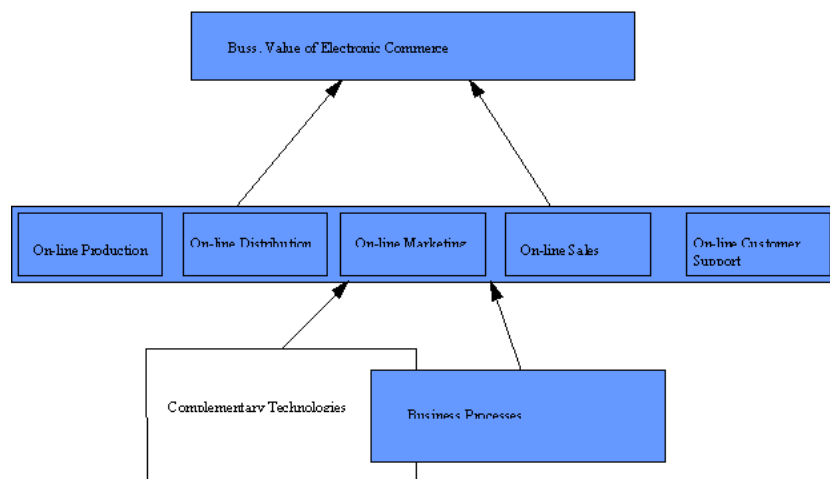 Buss. Value of Electronic Commerce
On-line Production
On-line Distribution
On-line Marketing
On-line Sales
On-line Customer
Support
Complementary Technologies
Business Processes